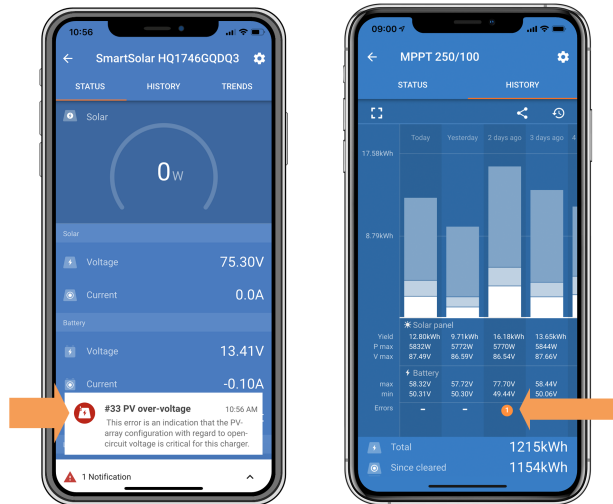 10:56
SmartSolar HQ1746GQDQ3
STATUS HISTORY TRENDS
Solar
0W
Solar
Voltage 75.30V
Current 0.0A
Battery
Voltage 13.41V
Current -0.10A
#33 PV over-voltage 10:56 AM
This error is an indication that the PV-
array configuration with regard to open-
circuit voltage is critical for this charger.
1 Notification
09:00
MPPT 250/100
STATUS HISTORY
Today Yesterday 2 days ago 3 days ago 4
17.58kWh
8.79kWh
Solar panel
Yield 12.80kWh 9.71kWh 16.18kWh 13.65kWh
P max 5832W 5772W 5770W 5844W
V max 87.49V 86.59V 86.54V 87.66V
Battery
max 58.32V 57.72V 77.70V 58.44V
min 50.31V 50.30V 49.44V 50.06V
Errors - - 1
Total 1215kWh
Since cleared 1154kWh